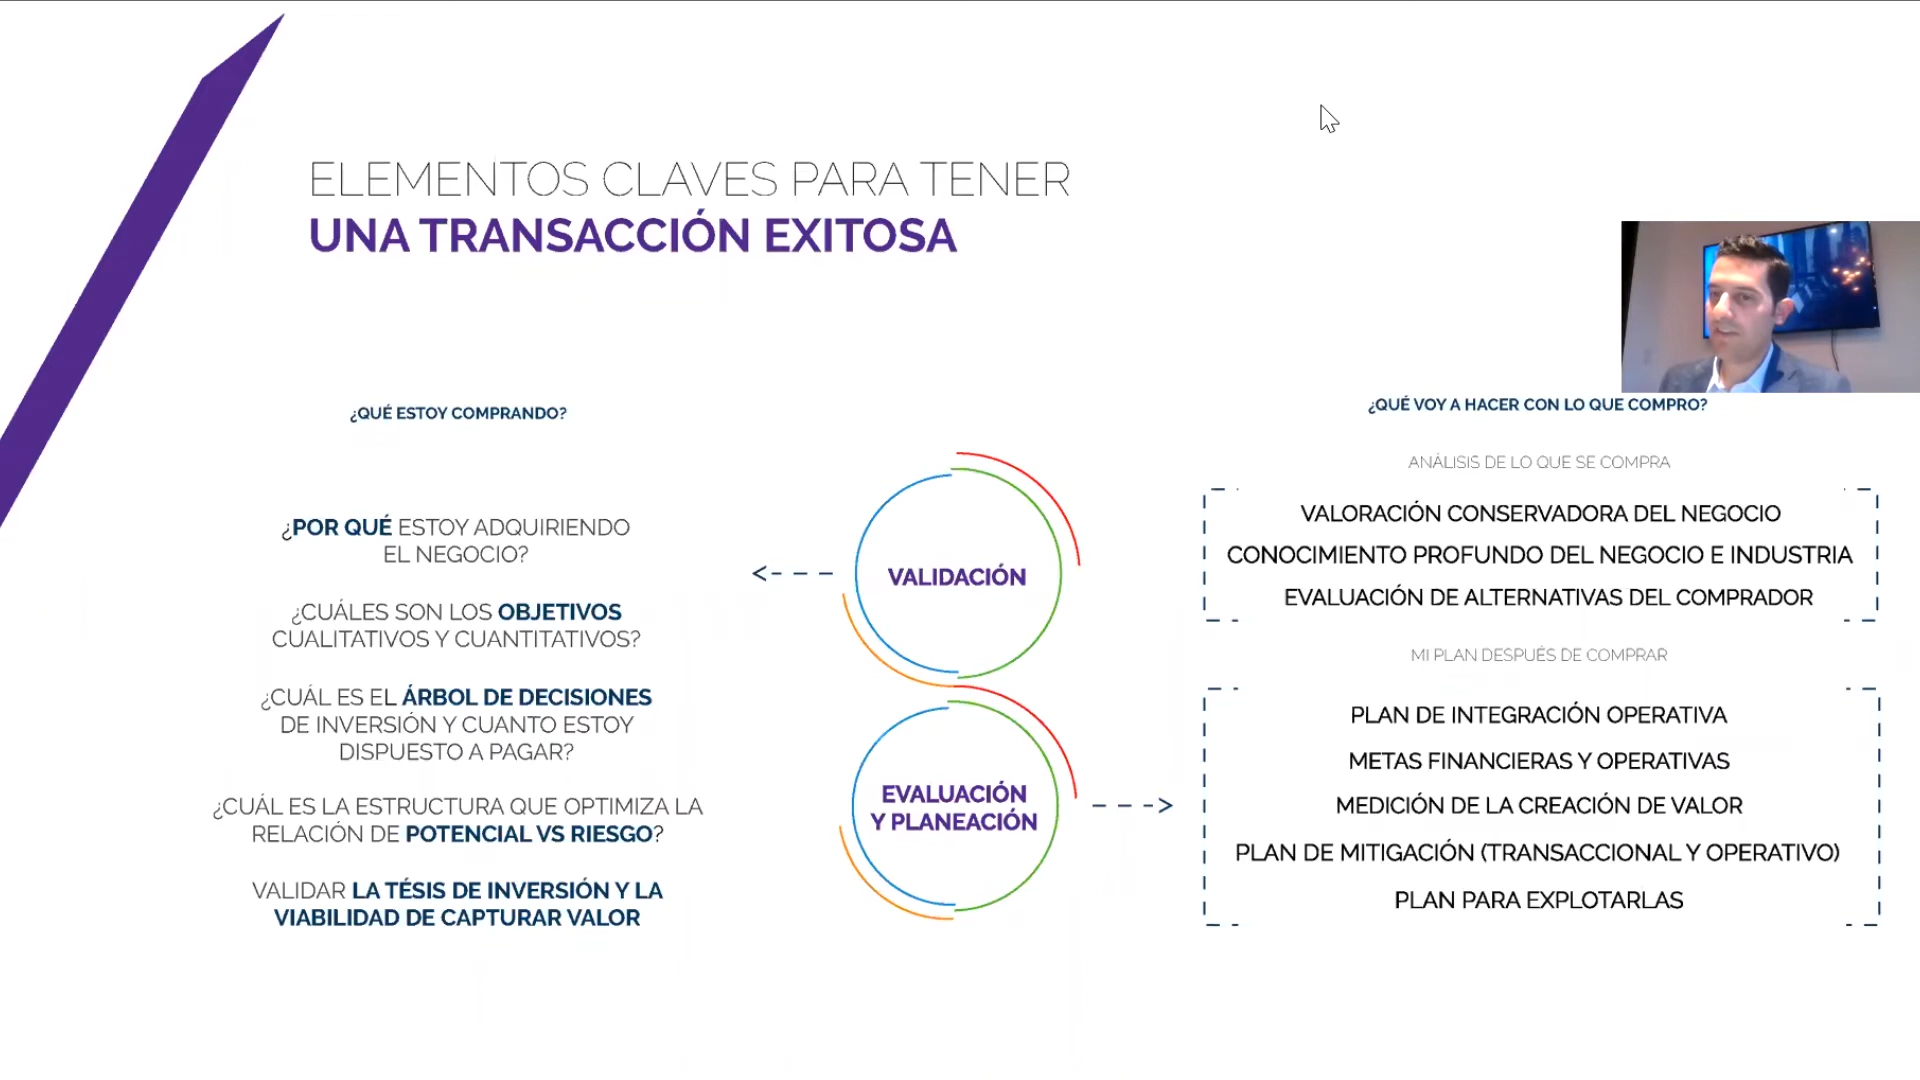 ELEMENTOS CLAVES PARA TENER
UNA TRANSACCIÓN EXITOSA
¿QUÉ ESTOY COMPRANDO?
¿POR QUÉ ESTOY ADQUIRIENDO
EL NEGOCIO?
¿CUÁLES SON LOS OBJETIVOS
CUALITATIVOS Y CUANTITATIVOS?
¿CUÁL ES EL ÁRBOL DE DECISIONES
DE INVERSIÓN Y CUANTO ESTOY
DISPUESTO A PAGAR?
¿CUÁL ES LA ESTRUCTURA QUE OPTIMIZA LA
RELACIÓN DE POTENCIAL VS RIESGO?
VALIDAR LA TÉSIS DE INVERSIÓN Y LA
VIABILIDAD DE CAPTURAR VALOR
VALIDACIÓN
EVALUACIÓN
Y PLANEACIÓN
¿QUÉ VOY A HACER CON LO QUE COMPRO?
ANÁLISIS DE LO QUE SE COMPRA
VALORACIÓN CONSERVADORA DEL NEGOCIO
CONOCIMIENTO PROFUNDO DEL NEGOCIO E INDUSTRIA
EVALUACIÓN DE ALTERNATIVAS DEL COMPRADOR
MI PLAN DESPUÉS DE COMPRAR
PLAN DE INTEGRACIÓN OPERATIVA
METAS FINANCIERAS Y OPERATIVAS
MEDICIÓN DE LA CREACIÓN DE VALOR
PLAN DE MITIGACIÓN (TRANSACCIONAL Y OPERATIVO)
PLAN PARA EXPLOTARLAS